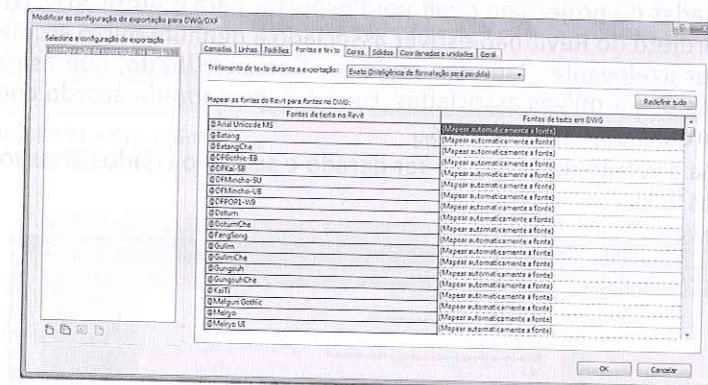 Modificar as configuração de exportação para DWG/DXF
Selecione e configuração de exportação
Camadas Linhas Padrões Fontes e texto Cores Sólidos Coordenadas e unidades Geral
Tratamento de texto durante a exportação: Exato (Inteligência de formatação será perdida)
Mapear as fontes do Revit para fontes no DWG:
Redefinir tudo
Fontes de texto no Revit Fontes de texto em DWG
@Arial Unicode MS (Mapear automaticamente a fonte)
@Batang (Mapear automaticamente a fonte)
@BatangChe (Mapear automaticamente a fonte)
@DFGothic-EB (Mapear automaticamente a fonte)
@DFKai-SB (Mapear automaticamente a fonte)
@DFMincho-SU (Mapear automaticamente a fonte)
@DFMincho-UB (Mapear automaticamente a fonte)
@DFPOP1-W9 (Mapear automaticamente a fonte)
@Dotum (Mapear automaticamente a fonte)
@DotumChe (Mapear automaticamente a fonte)
@FangSong (Mapear automaticamente a fonte)
@Gulim (Mapear automaticamente a fonte)
@GulimChe (Mapear automaticamente a fonte)
@Gungsuh (Mapear automaticamente a fonte)
@GungsuhChe (Mapear automaticamente a fonte)
@KaiTi (Mapear automaticamente a fonte)
@Malgun Gothic (Mapear automaticamente a fonte)
@Meiryo (Mapear automaticamente a fonte)
@Meiryo UI (Mapear automaticamente a fonte)
OK Cancelar